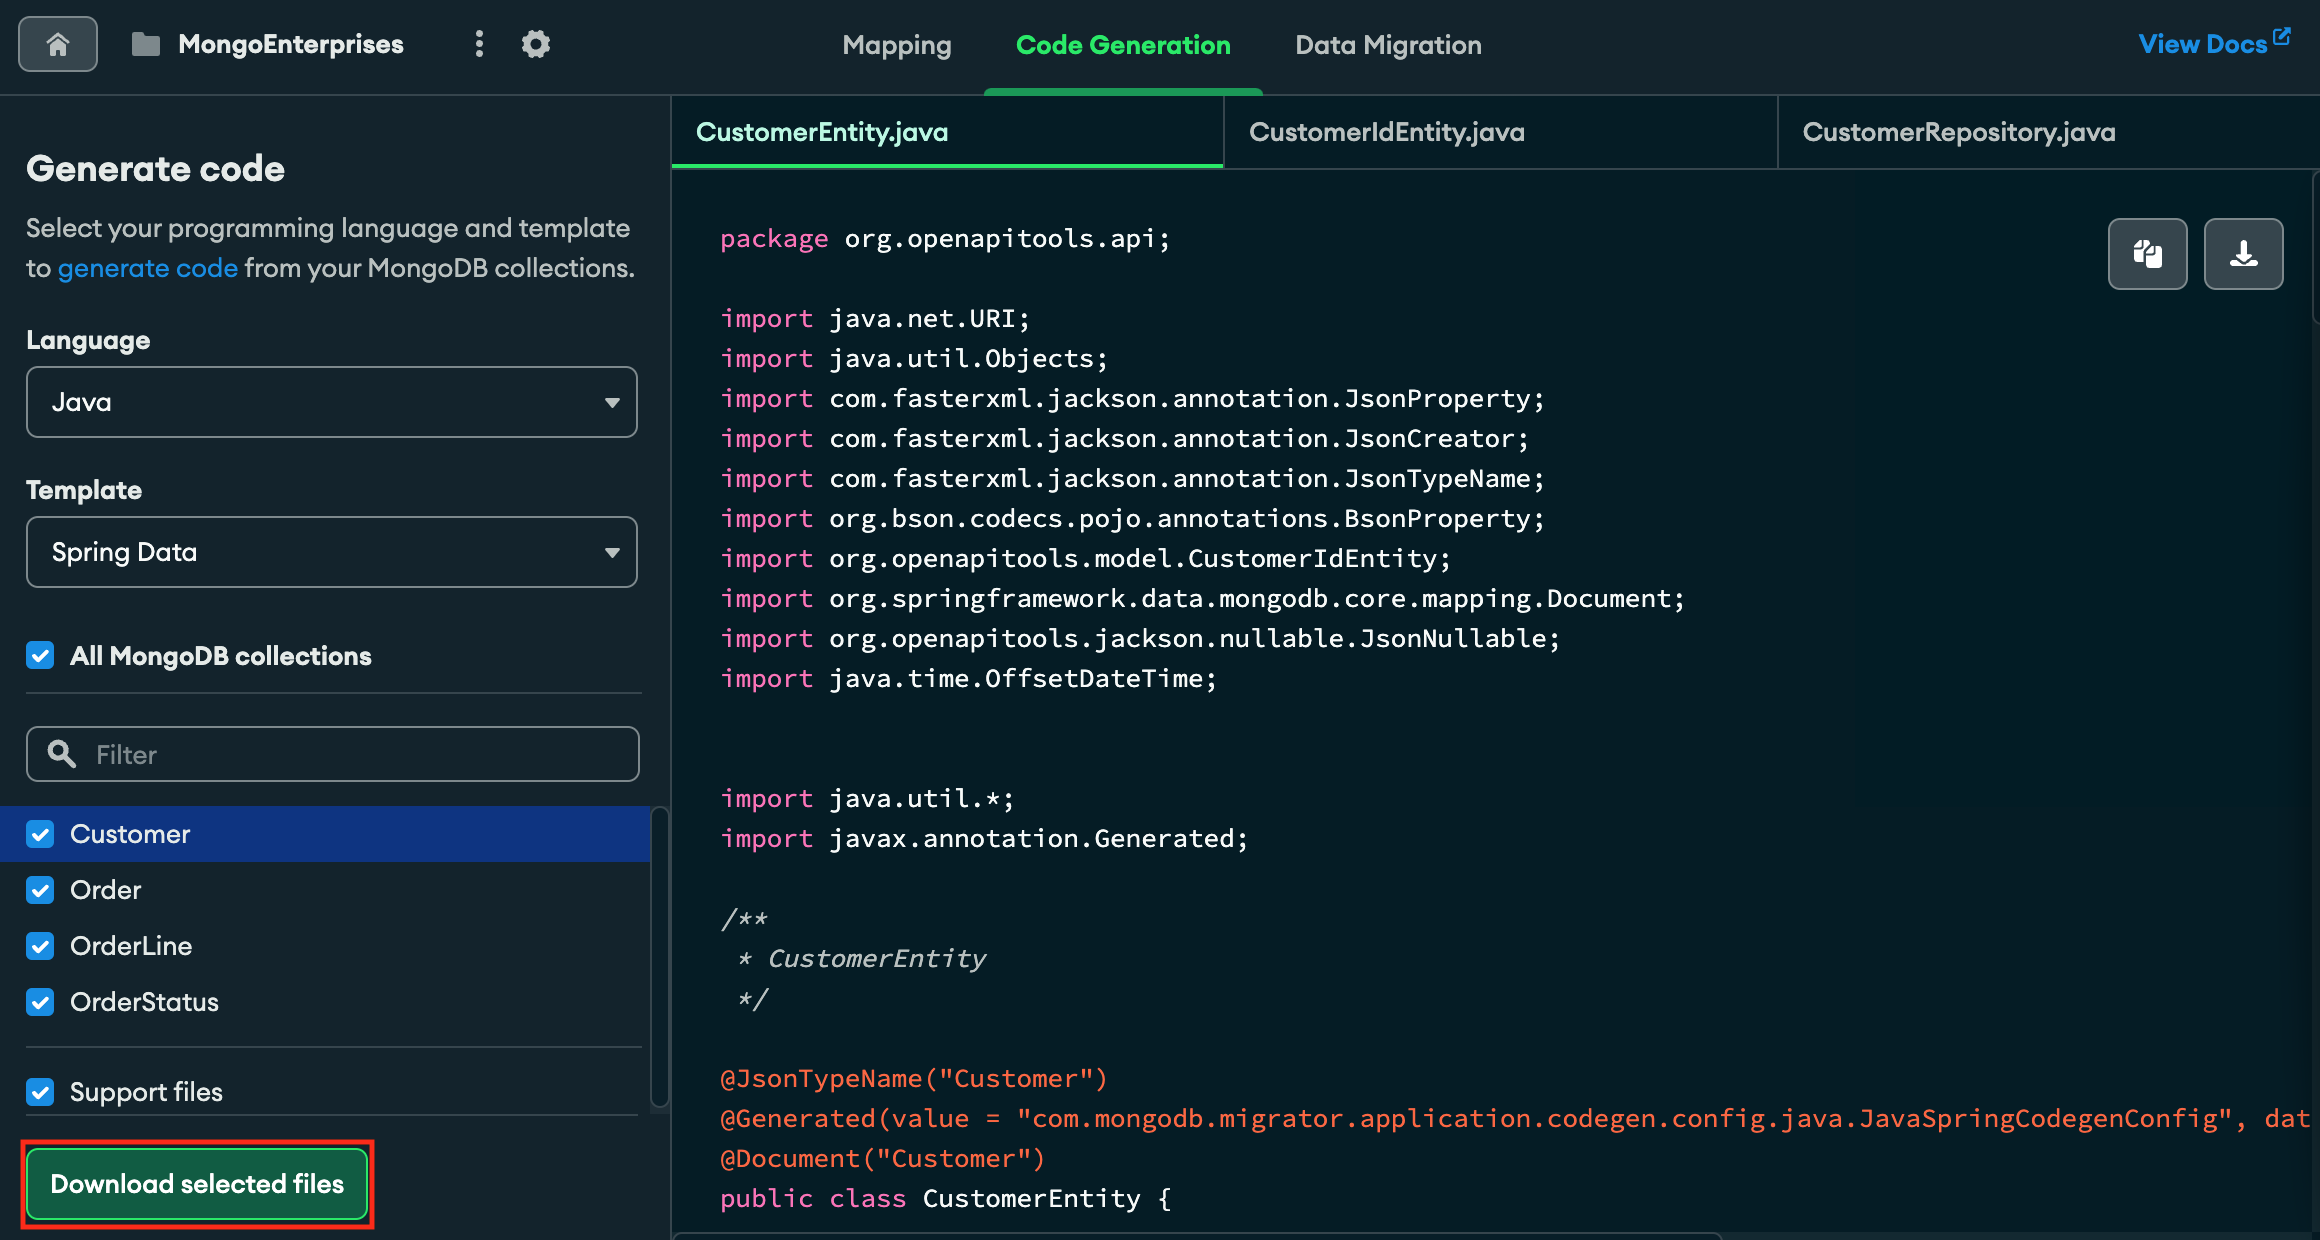 MongoEnterprises
Mapping
Code Generation
Data Migration
View Docs
Generate code
Select your programming language and template
to generate code from your MongoDB collections.
Language
Java
Template
Spring Data
All MongoDB collections
Filter
Customer
Order
OrderLine
OrderStatus
Support files
Download selected files
CustomerEntity.java
CustomerIdEntity.java
CustomerRepository.java
package org.openapitools.api;
import java.net.URI;
import java.util.Objects;
import com.fasterxml.jackson.annotation.JsonProperty;
import com.fasterxml.jackson.annotation.JsonCreator;
import com.fasterxml.jackson.annotation.JsonTypeName;
import org.bson.codecs.pojo.annotations.BsonProperty;
import org.openapitools.model.CustomerIdEntity;
import org.springframework.data.mongodb.core.mapping.Document;
import org.openapitools.jackson.nullable.JsonNullable;
import java.time.OffsetDateTime;
import java.util.*;
import javax.annotation.Generated;
/**
* CustomerEntity
*/
@JsonTypeName("Customer")
@Generated(value = "com.mongodb.migrator.application.codegen.config.java.JavaSpringCodegenConfig", dat
@Document("Customer")
public class CustomerEntity {